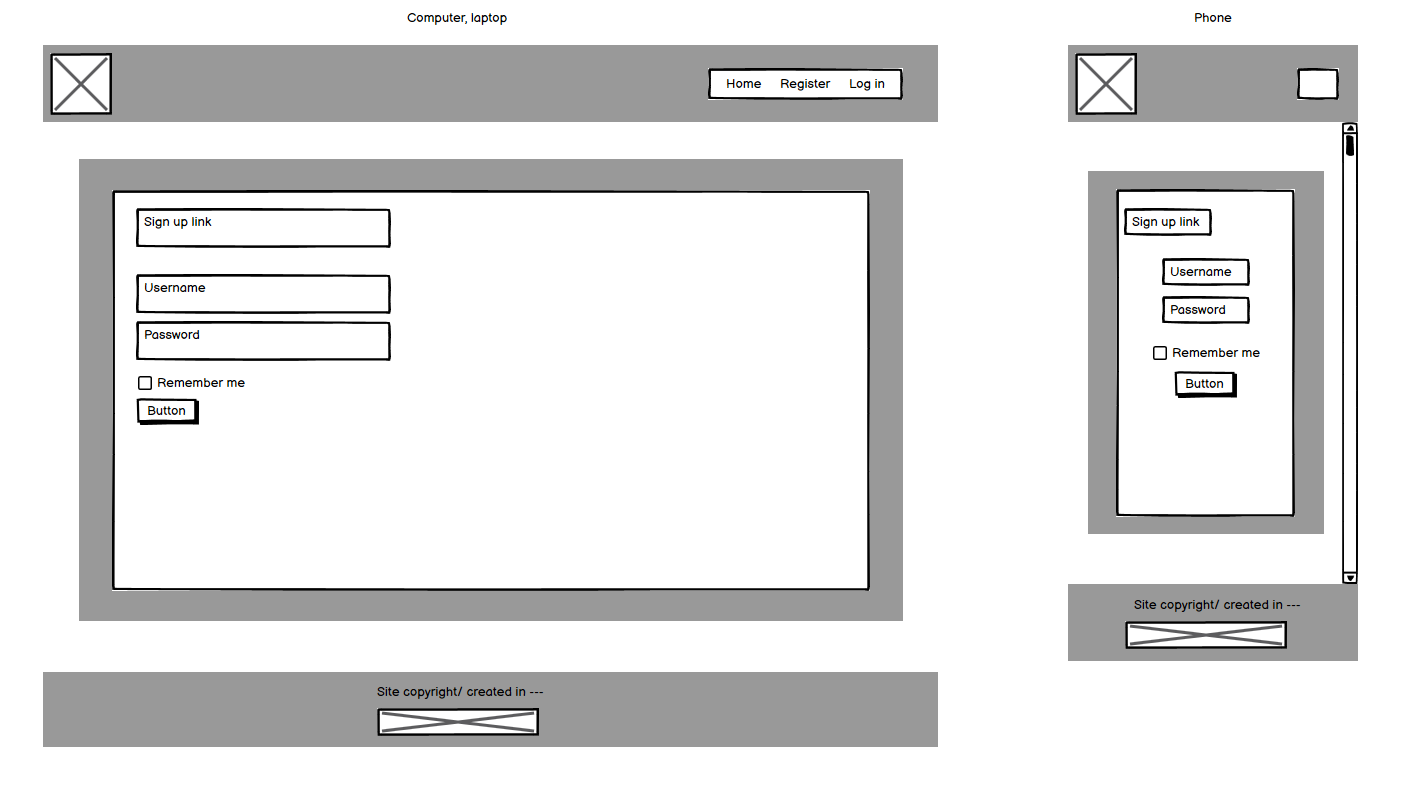 Computer, laptop
Home Register Log in
Sign up link
Username
Password
Remember me
Button
Site copyright/ created in ---
Phone
Sign up link
Username
Password
Remember me
Button
Site copyright/ created in ---